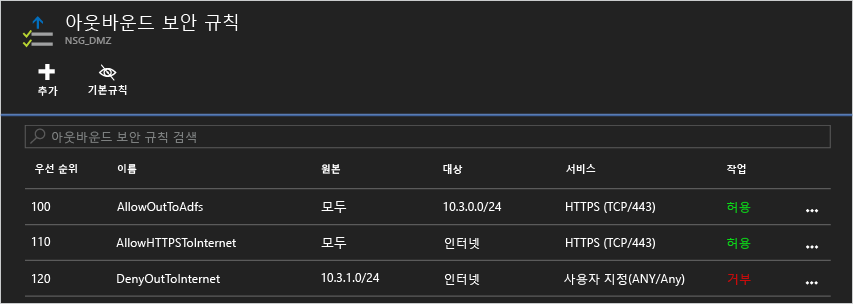 아웃바운드 보안 규칙
NSG_DMZ
추가 기본규칙
아웃바운드 보안 규칙 검색
우선 순위 이름 원본 대상 서비스 작업
100 AllowOutToAdfs 모두 10.3.0.0/24 HTTPS (TCP/443) 허용 ...
110 AllowHTTPSToInternet 모두 인터넷 HTTPS (TCP/443) 허용 ...
120 DenyOutToInternet 10.3.1.0/24 인터넷 사용자 지정(ANY/Any) 거부 ...